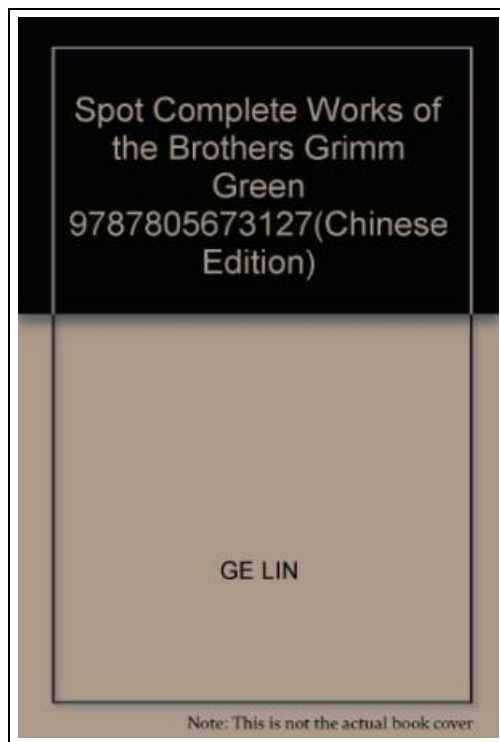 Spot Complete Works of
the Brothers Grimm
Green
9787805673127(Chinese
Edition)
GE LIN
Note: This is not the actual book cover